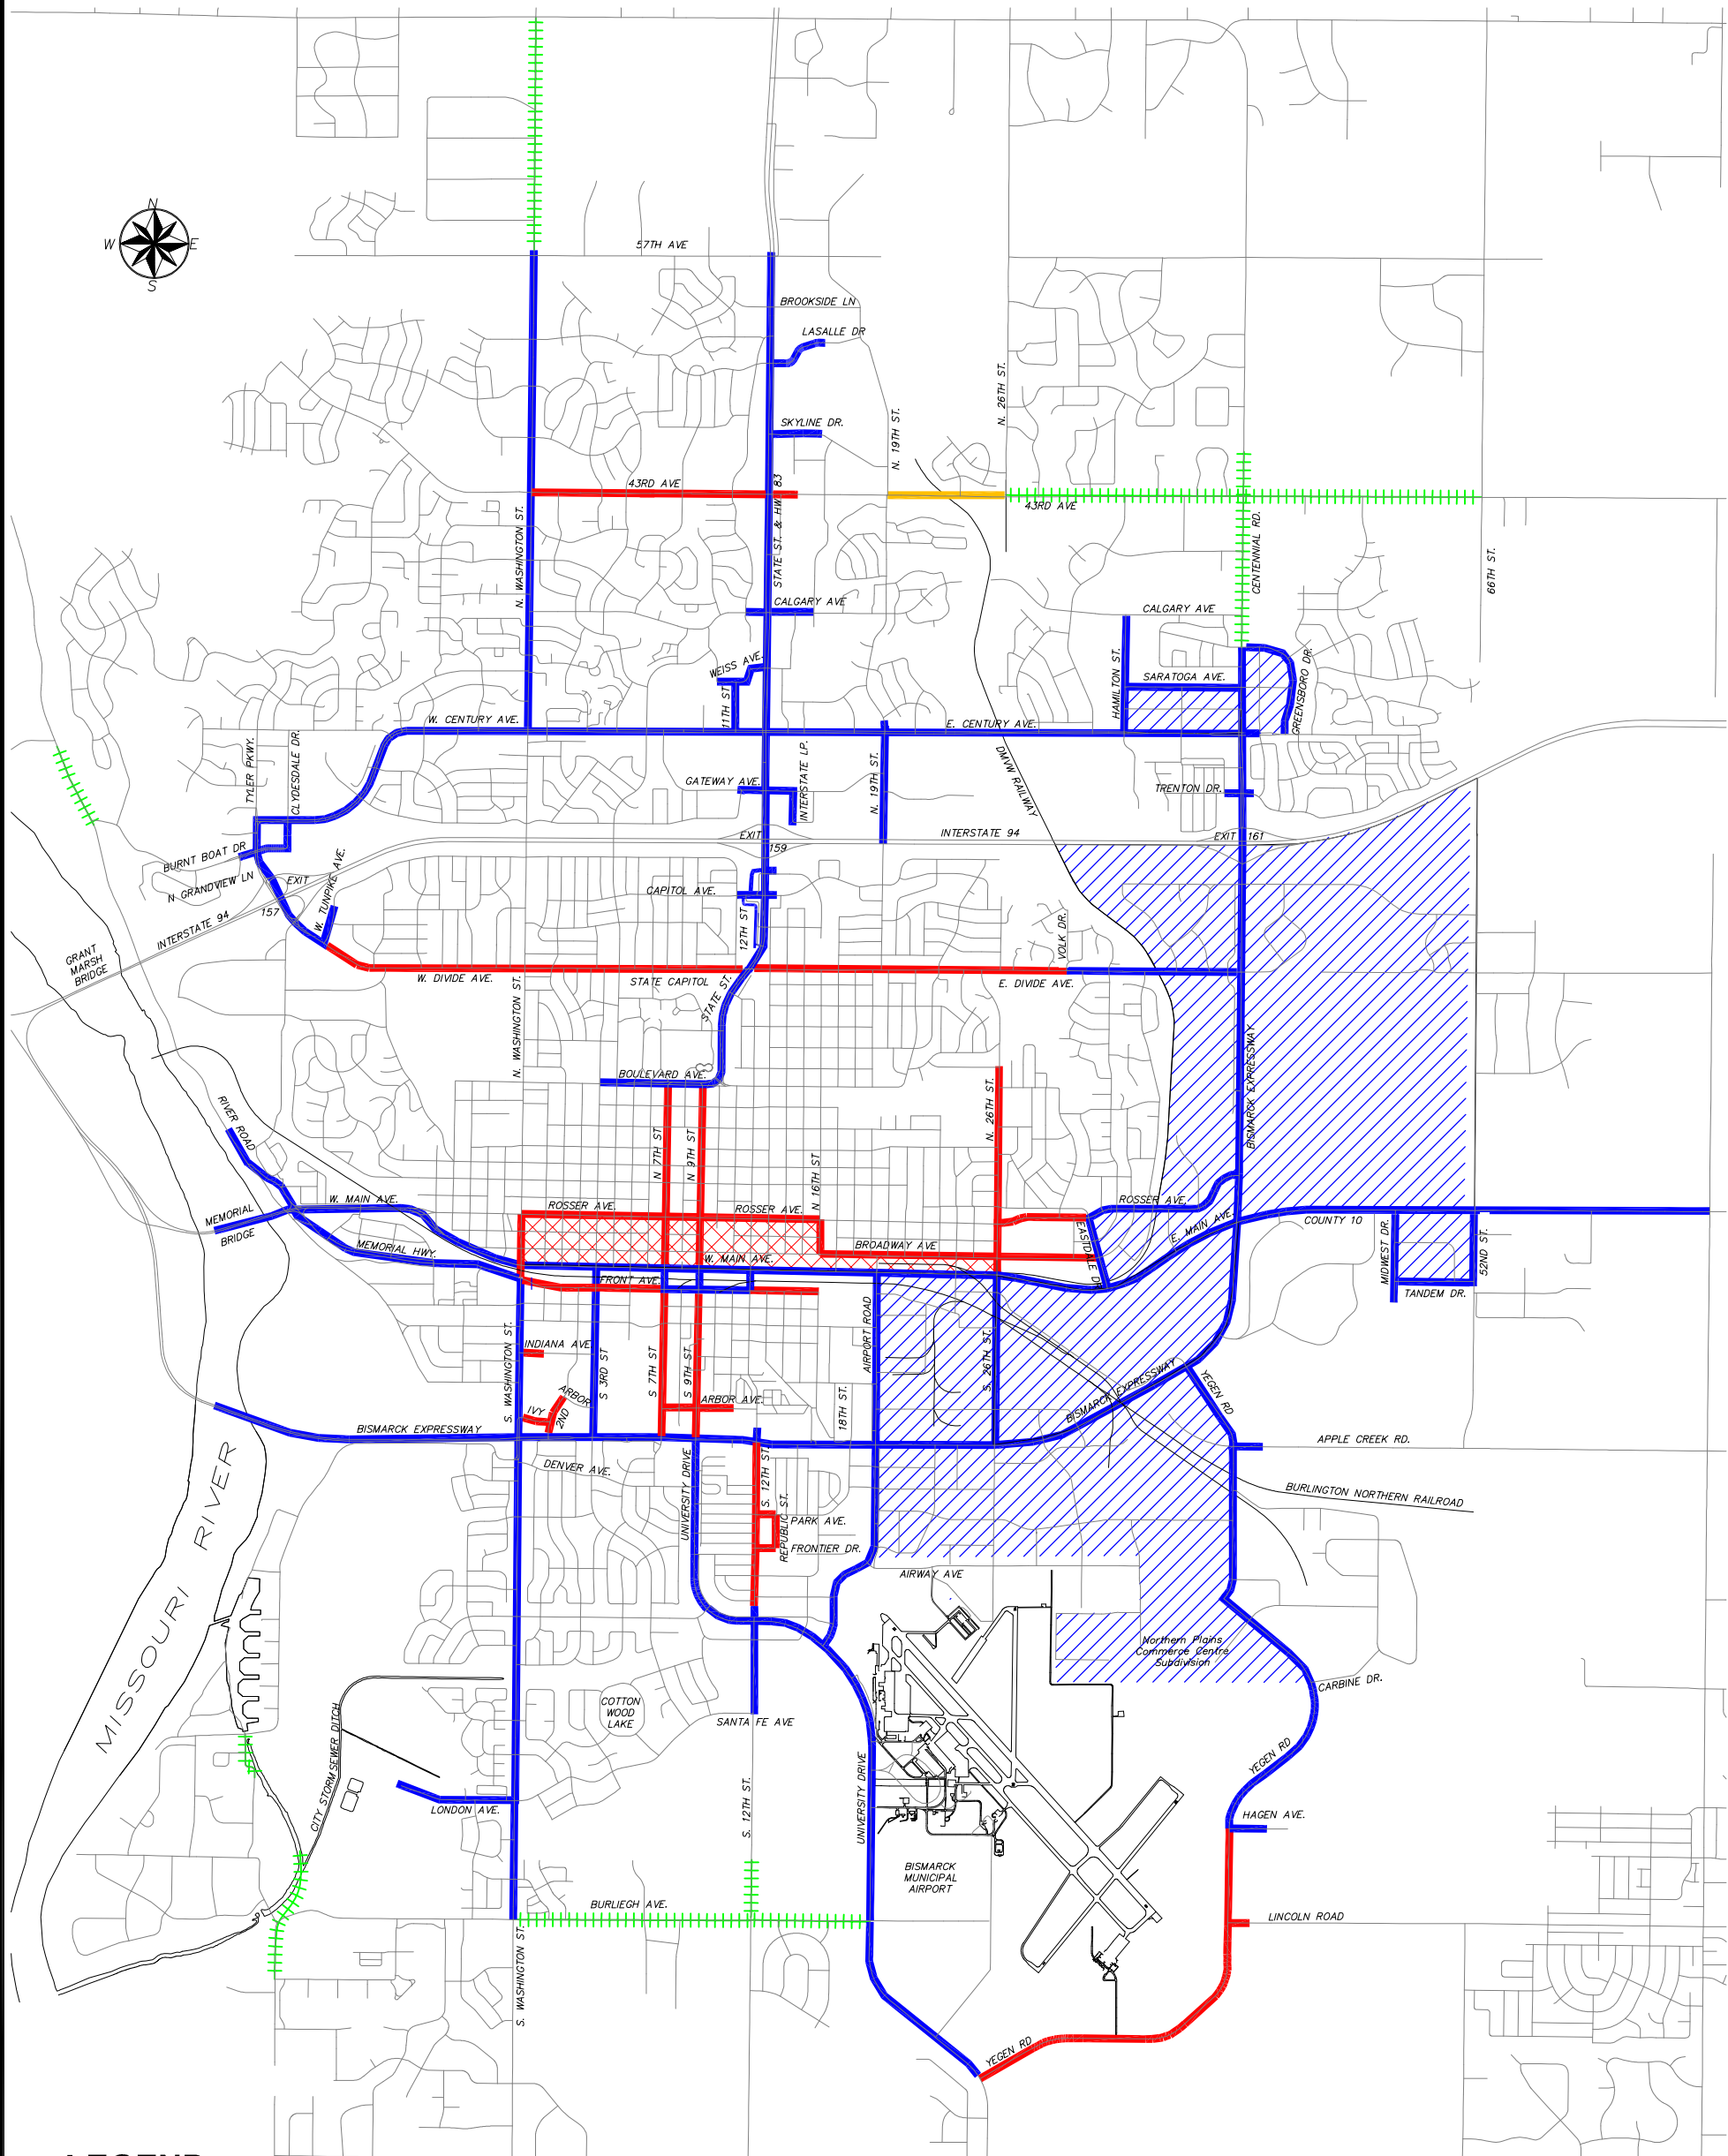 N
W
E
S
57TH AVE
BROOKSIDE LN
LASALLE DR
N. 26TH ST.
SKYLINE DR.
N. 19TH ST.
43RD AVE
STATE ST. & HWY 83
43RD AVE
N. WASHINGTON ST.
CENTENNIAL RD.
66TH ST.
CALGARY AVE
CALGARY AVE
WEISS AVE.
HAMILTON ST.
SARATOGA AVE.
GREENSBORO DR.
11TH ST
W. CENTURY AVE.
E. CENTURY AVE.
TYLER PKWY.
CLYDESDALE DR.
INTERSTATE LP.
N. 19TH ST.
DMVW RAILWAY
GATEWAY AVE.
TRENTON DR.
EXIT
159
INTERSTATE 94
EXIT 161
BURNT BOAT DR
N GRANDVIEW LN
EXIT
157
W. TUNPIKE AVE.
CAPITOL AVE.
12TH ST
VOLK DR.
INTERSTATE 94
GRANT
MARSH
BRIDGE
W. DIVIDE AVE.
STATE CAPITOL
E. DIVIDE AVE.
STATE ST.
N. WASHINGTON ST.
BISMARCK EXPRESSWAY
BOULEVARD AVE.
RIVER ROAD
N 7TH ST
N 9TH ST
N 16TH ST
N. 26TH ST.
W. MAIN AVE.
ROSSER AVE.
ROSSER AVE.
ROSSER AVE.
MEMORIAL
BRIDGE
E. MAIN AVE.
COUNTY 10
MEMORIAL HWY.
W. MAIN AVE.
BROADWAY AVE
EASTDALE DR
MIDWEST DR.
52ND ST.
FRONT AVE.
TANDEM DR.
INDIANA AVE
S. WASHINGTON ST.
S 3RD ST
S 7TH ST
S 9TH ST
AIRPORT ROAD
S. 26TH ST.
ARBOR
IVY
2ND
ARBOR AVE.
18TH ST.
BISMARCK EXPRESSWAY
YEGEN RD
BISMARCK EXPRESSWAY
APPLE CREEK RD.
DENVER AVE.
UNIVERSITY DRIVE
S. 12TH ST.
BURLINGTON NORTHERN RAILROAD
REPUBLIC ST.
PARK AVE.
FRONTIER DR.
AIRWAY AVE
MISSOURI RIVER
Northern Plains
Commerce Centre
Subdivision
CARBINE DR.
COTTON
WOOD
LAKE
SANTA FE AVE
CITY STORM SEWER DITCH
YEGEN RD
S. 12TH ST.
UNIVERSITY DRIVE
LONDON AVE.
HAGEN AVE.
BISMARCK
MUNICIPAL
AIRPORT
BURLIEGH AVE.
LINCOLN ROAD
S. WASHINGTON ST.
YEGEN RD
LEGEND